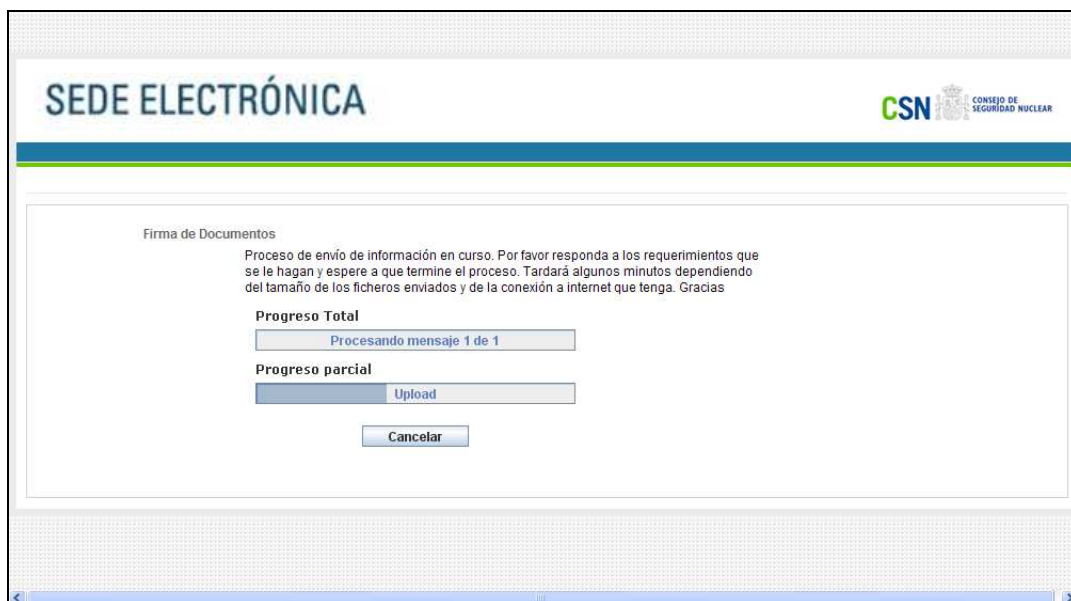 SEDE ELECTRÓNICA
CSN
CONSEJO DE
SEGURIDAD NUCLEAR
Firma de Documentos
Proceso de envío de información en curso. Por favor responda a los requerimientos que
se le hagan y espere a que termine el proceso. Tardará algunos minutos dependiendo
del tamaño de los ficheros enviados y de la conexión a internet que tenga. Gracias
Progreso Total
Procesando mensaje 1 de 1
Progreso parcial
Upload
Cancelar